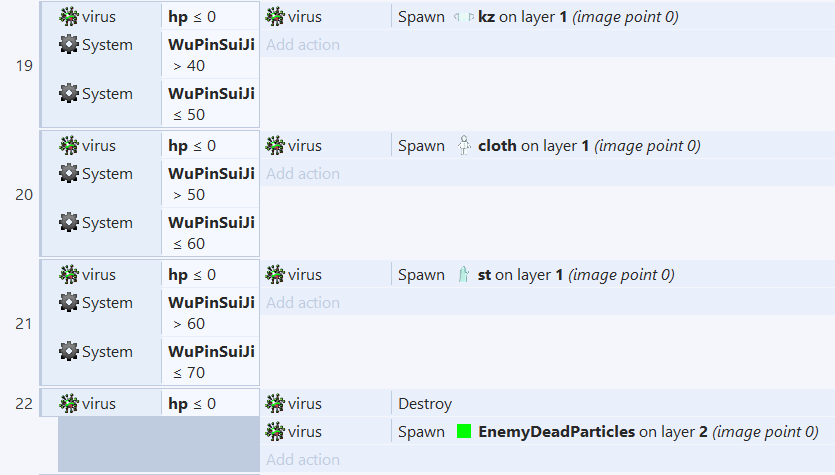 virus hp ≤ 0 virus Spawn kz on layer 1 (image point 0)
System WuPinSuiJi Add action
> 40
19
System WuPinSuiJi
≤ 50
virus hp ≤ 0 virus Spawn cloth on layer 1 (image point 0)
System WuPinSuiJi Add action
> 50
20
System WuPinSuiJi
≤ 60
virus hp ≤ 0 virus Spawn st on layer 1 (image point 0)
System WuPinSuiJi Add action
> 60
21
System WuPinSuiJi
≤ 70
22 virus hp ≤ 0 virus Destroy
virus Spawn EnemyDeadParticles on layer 2 (image point 0)
Add action